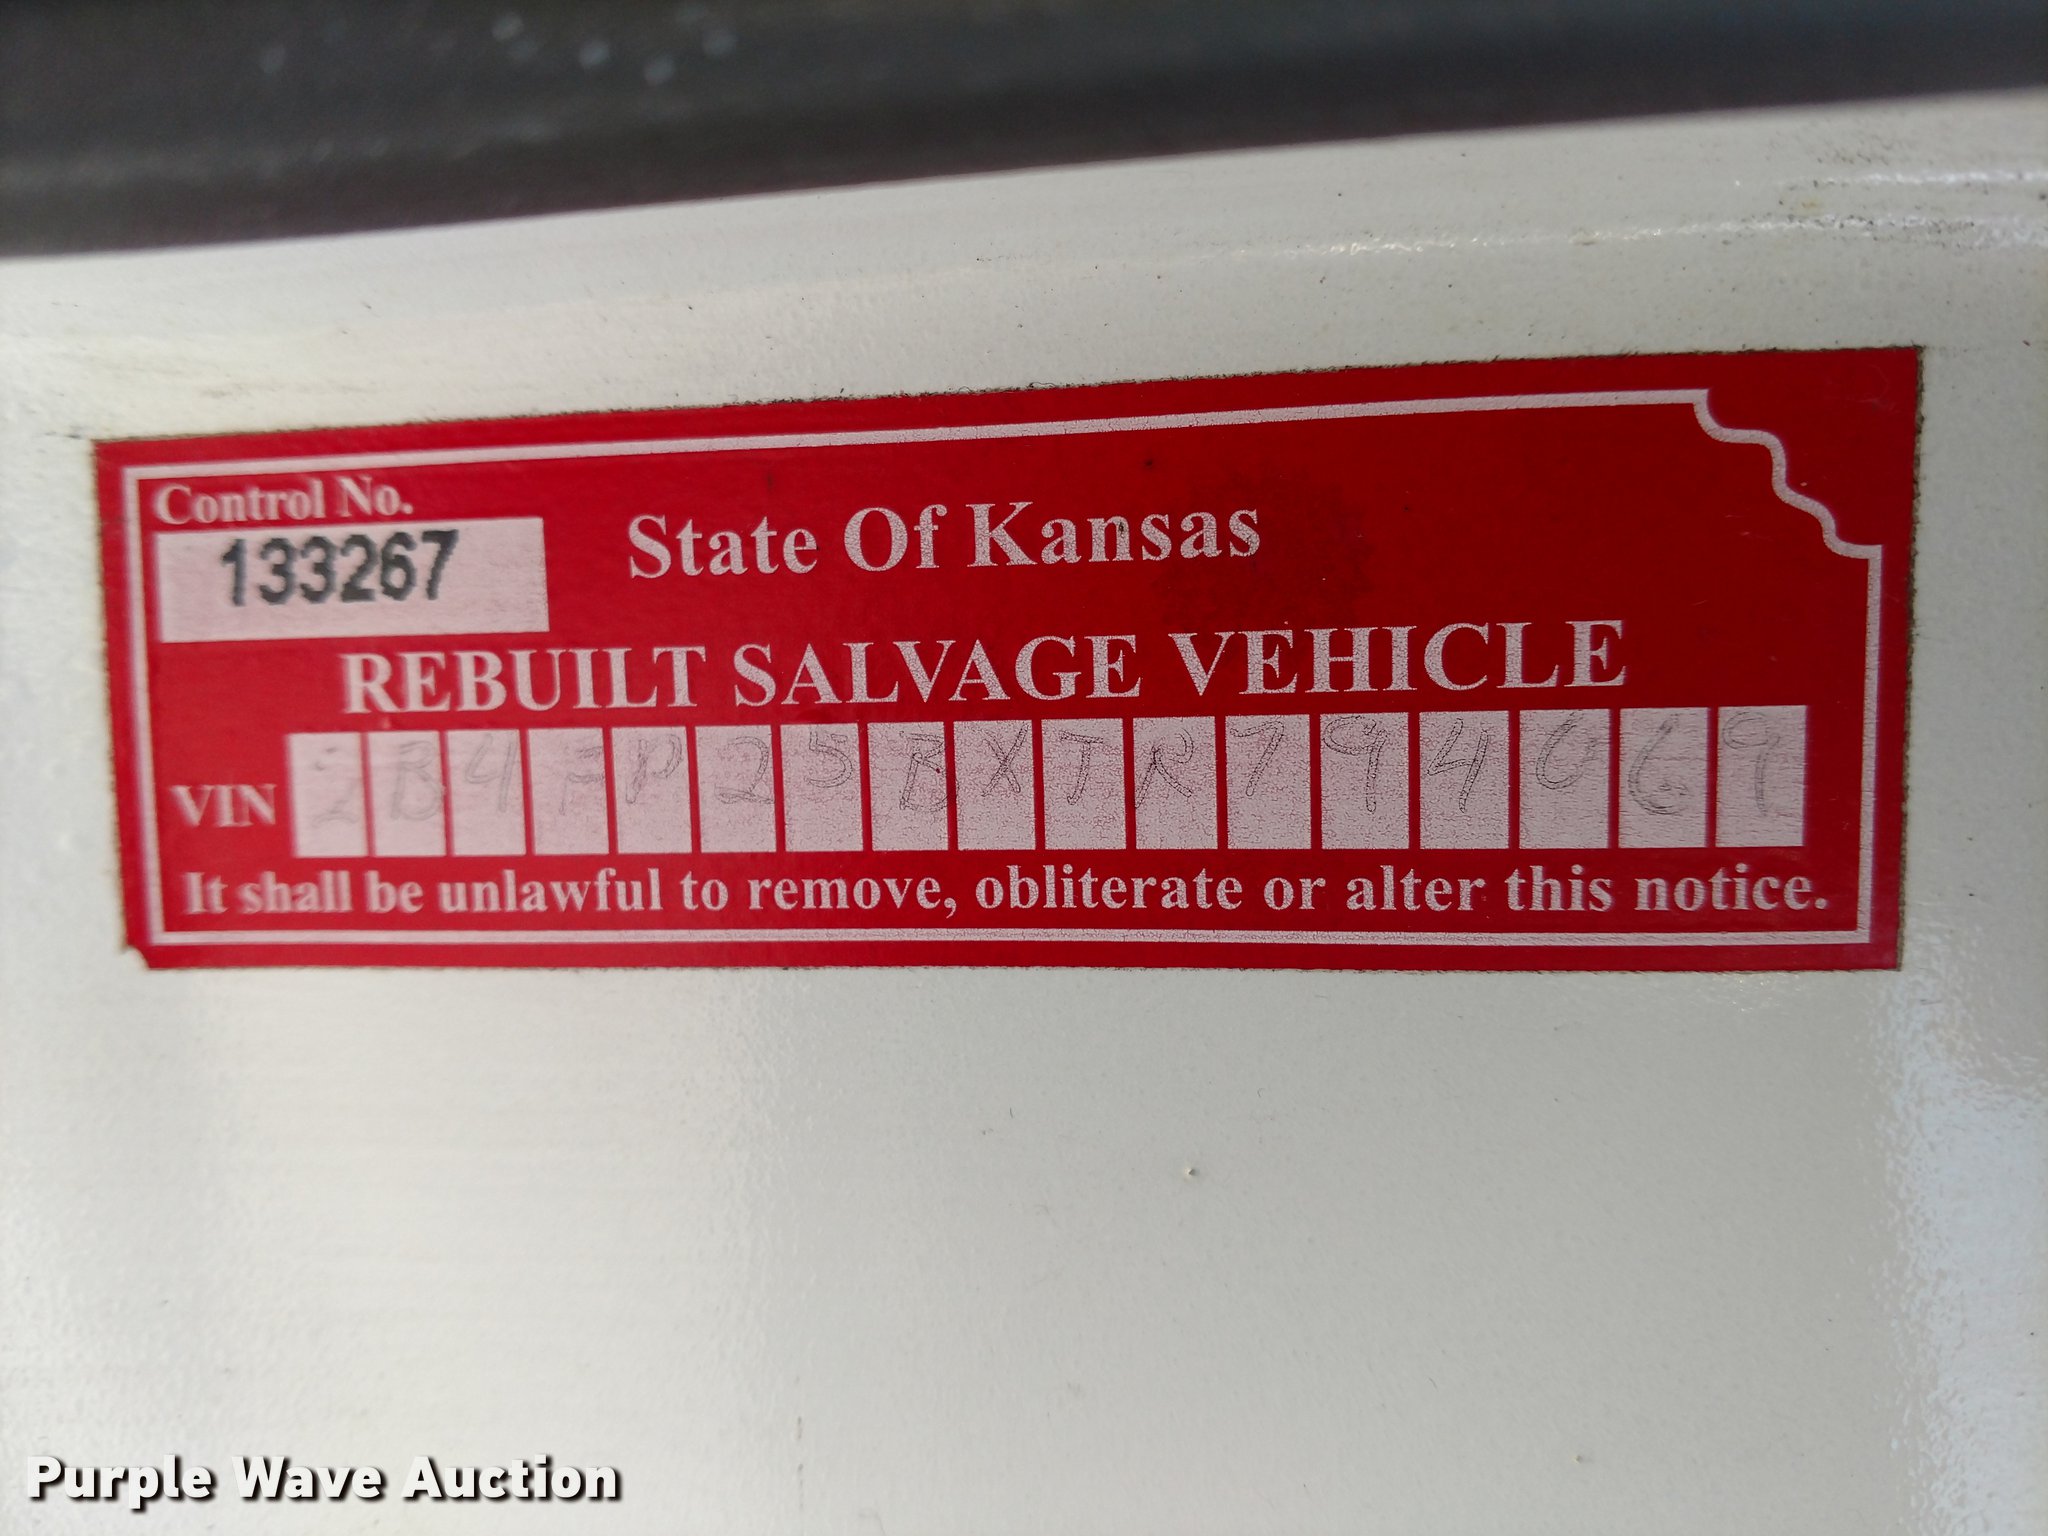 Control No.
133267
State Of Kansas
REBUILT SALVAGE VEHICLE
VIN 2B4FP25BXTR794069
It shall be unlawful to remove, obliterate or alter this notice.
Purple Wave Auction